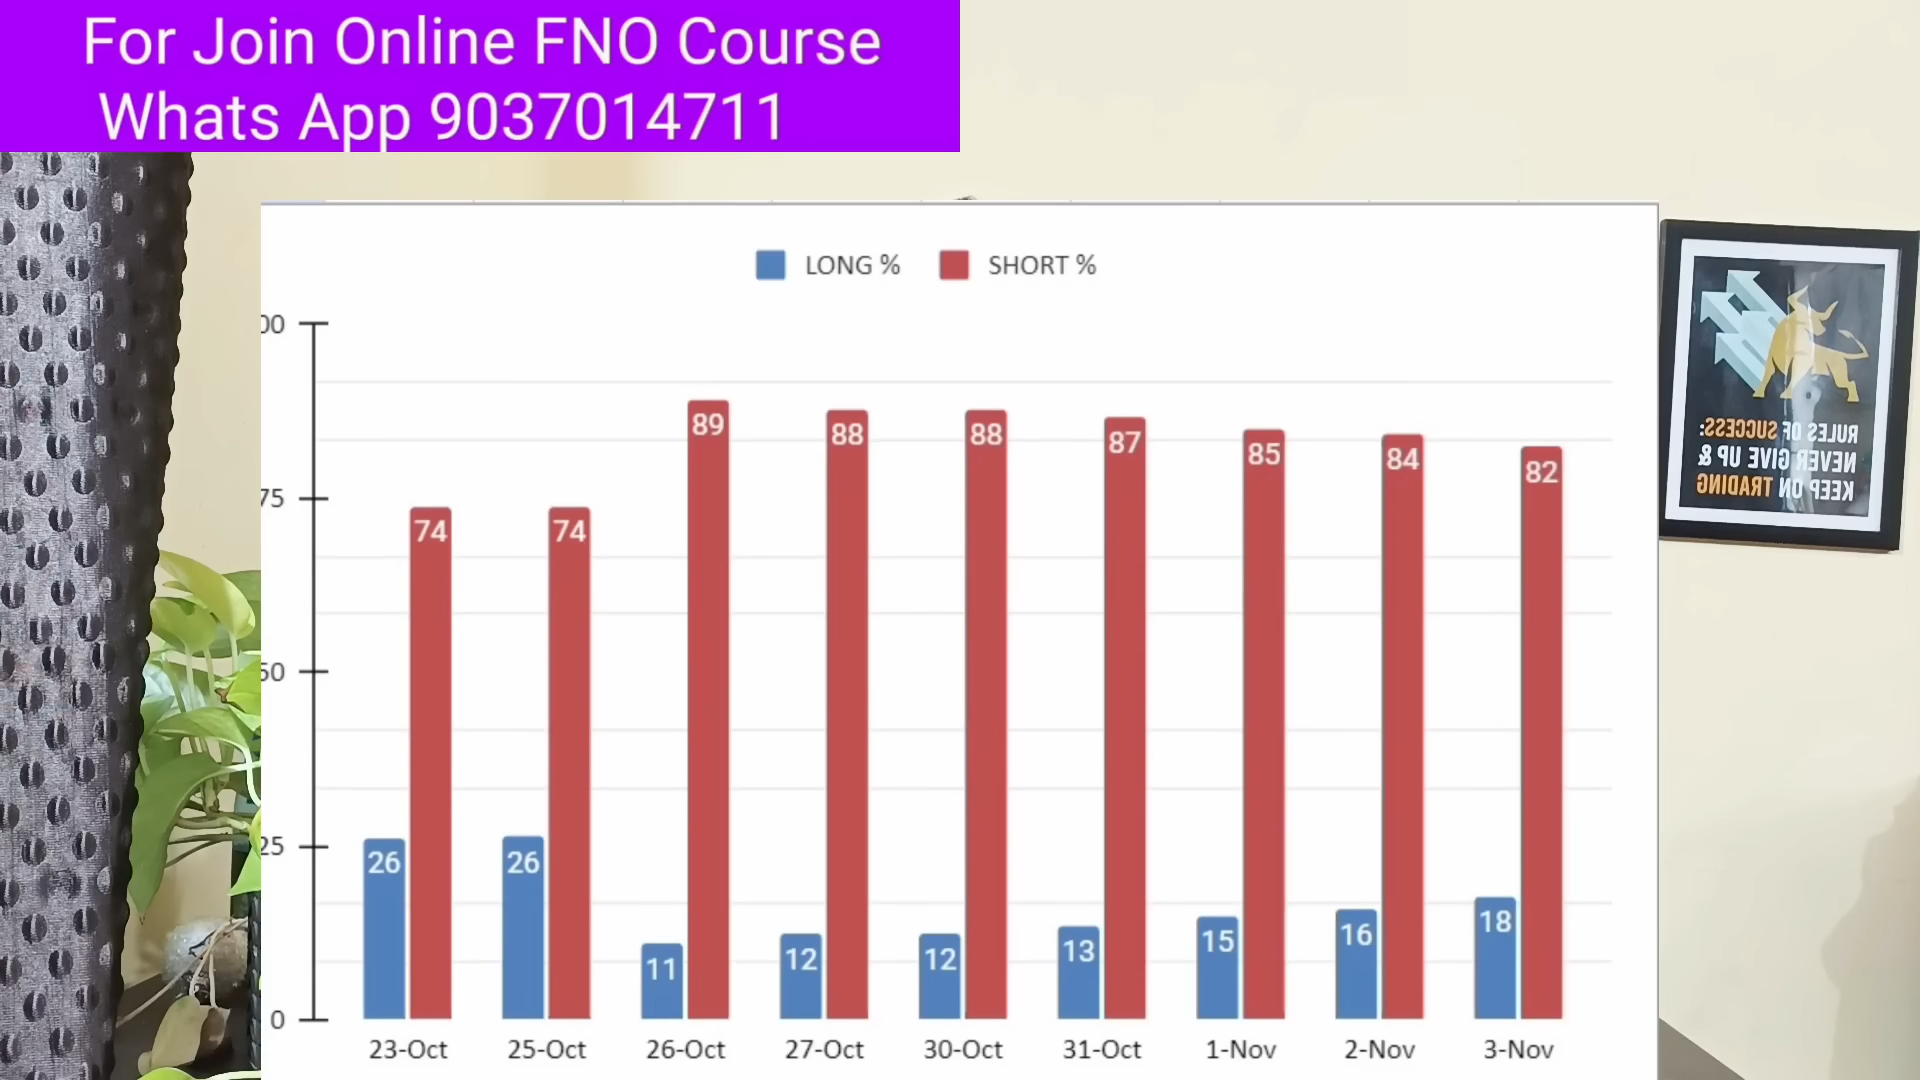 For Join Online FNO Course
Whats App 9037014711
LONG % SHORT %
00
75
50
25
0
74 74 89 88 88 87 85 84 82
26 26 11 12 12 13 15 16 18
23-Oct 25-Oct 26-Oct 27-Oct 30-Oct 31-Oct 1-Nov 2-Nov 3-Nov
RULES OF SUCCESS:
NEVER GIVE UP &
KEEP ON TRADING